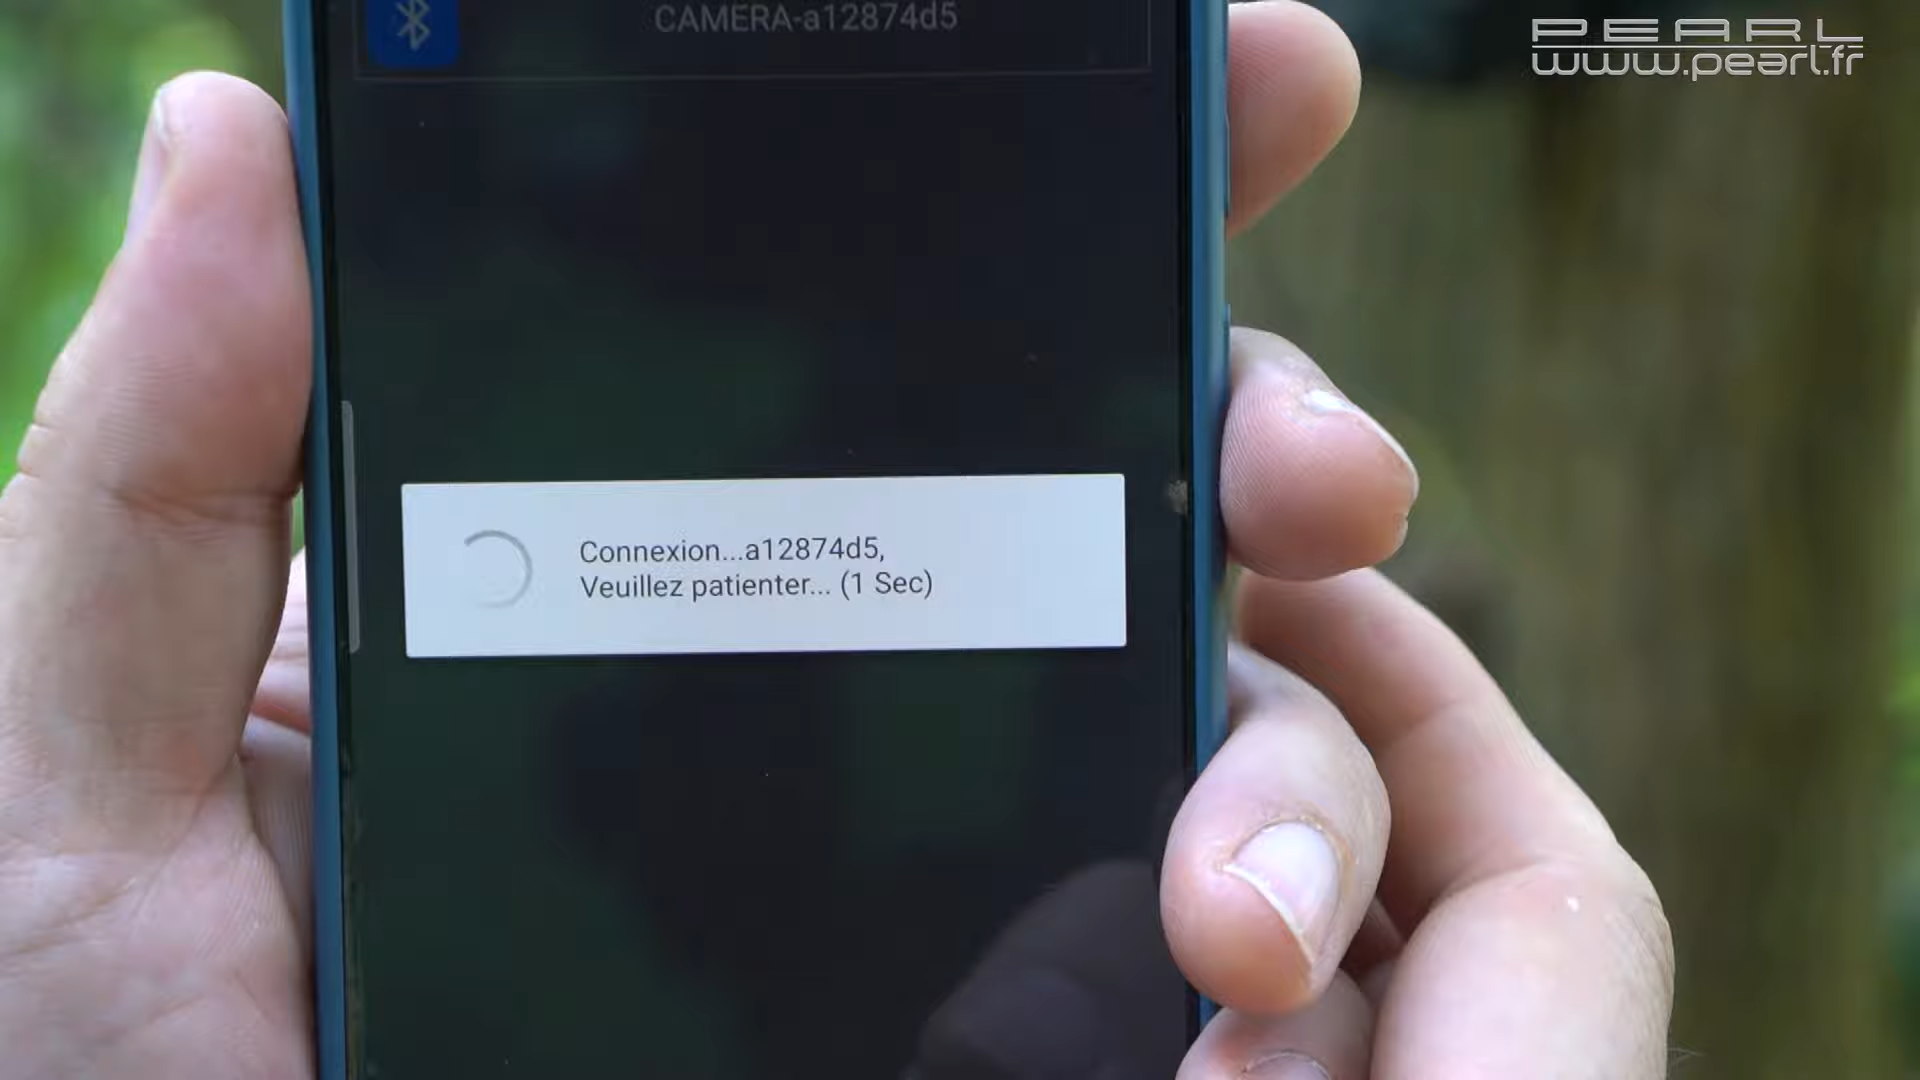 CAMERA-a12874d5
PEARL
www.pearl.fr
Connexion...a12874d5,
Veuillez patienter... (1 Sec)